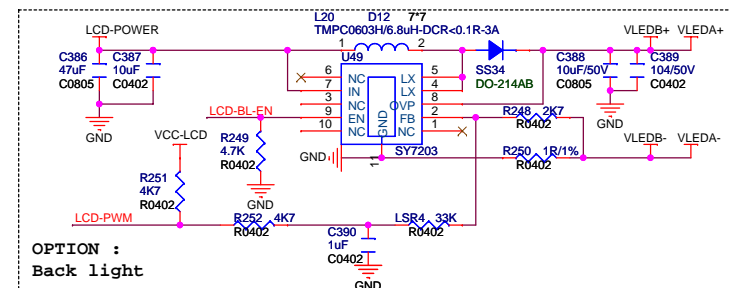 L20 D12 7*7
LCD-POWER TMPC0603H/6.8uH-DCR<0.1R-3A VLEDB+ VLEDA+
1 2
U49
C386 C387
47uF 10uF
C0805 C0402
GND
6 NC LX 5
7 IN LX 4
3 NC OVP 8
9 EN FB 2
10 NC NC 1
GND
SS34
DO-214AB
C388 C389
10uF/50V 104/50V
C0805 C0402
GND
LCD-BL-EN
R248 2K7
R0402
VCC-LCD
R249
4.7K
R0402
GND
GND 11 SY7203
R250 1R/1%
R0402
VLEDB- VLEDA-
R251
4K7
R0402
LCD-PWM
R252 4K7
R0402
C390
1uF
C0402
GND
LSR4 33K
R0402
OPTION :
Back light